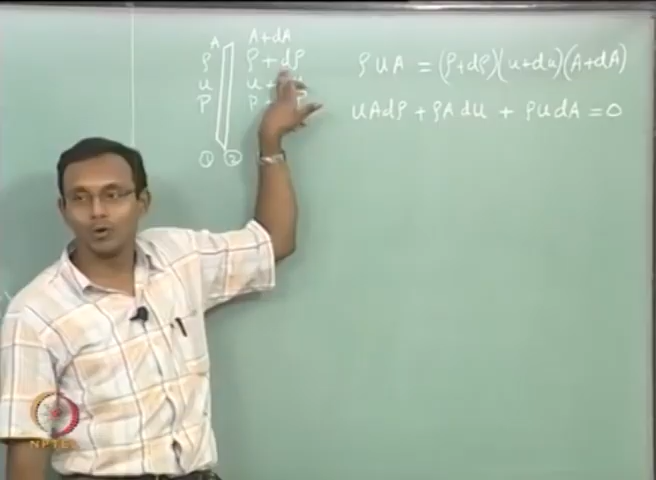 A A+dA
ρ ρ+dρ
u u+
p p+ p
① ②
ρuA = (ρ+dρ)(u+du)(A+dA)
uAdρ + ρAdu + ρudA = 0
NPTEL